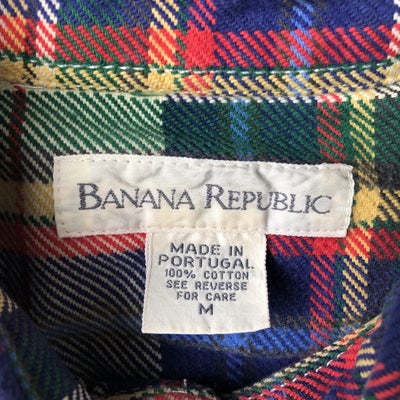 BANANA REPUBLIC
MADE IN
PORTUGAL
100% COTTON
SEE REVERSE
FOR CARE
M